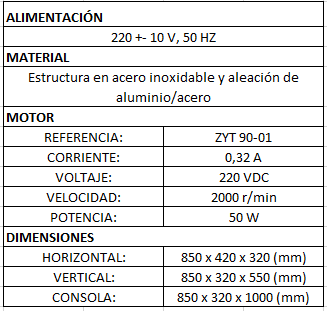 ALIMENTACIÓN
220 +- 10 V, 50 HZ
MATERIAL
Estructura en acero inoxidable y aleación de
aluminio/acero
MOTOR
REFERENCIA: ZYT 90-01
CORRIENTE: 0,32 A
VOLTAJE: 220 VDC
VELOCIDAD: 2000 r/min
POTENCIA: 50 W
DIMENSIONES
HORIZONTAL: 850 x 420 x 320 (mm)
VERTICAL: 850 x 320 x 550 (mm)
CONSOLA: 850 x 320 x 1000 (mm)